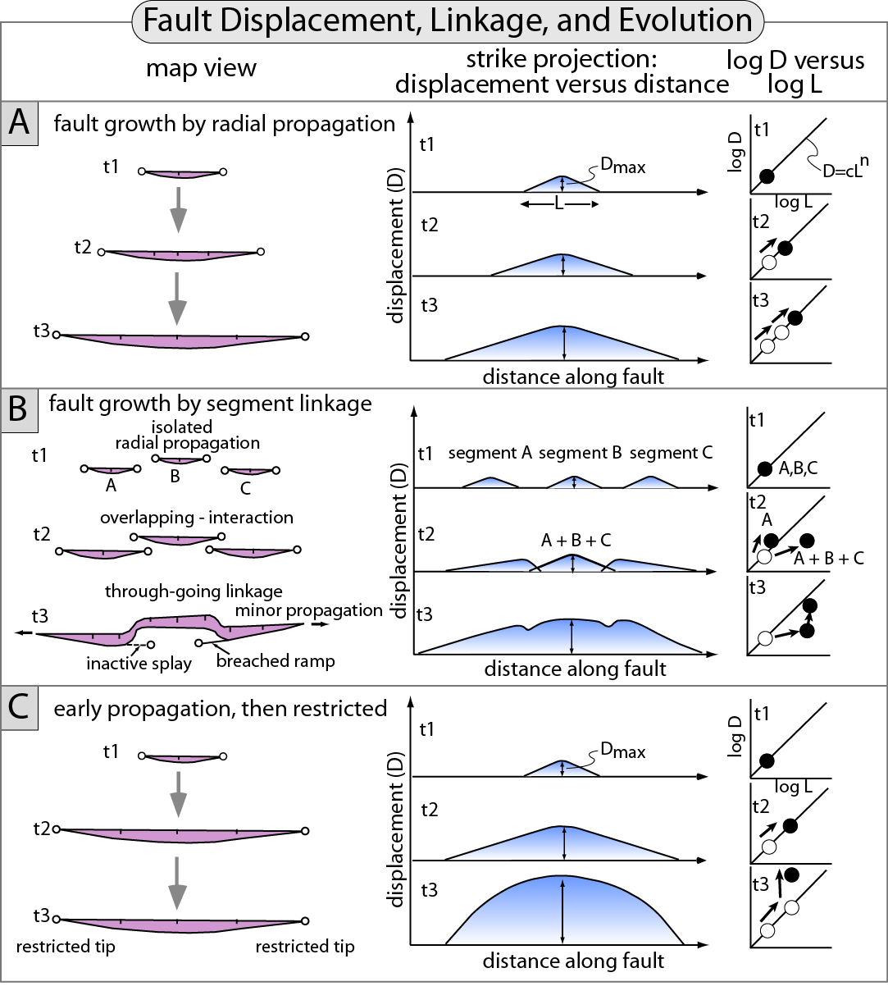 Fault Displacement, Linkage, and Evolution
map view
strike projection:
displacement versus distance
log D versus
log L
A
fault growth by radial propagation
t1
t2
t3
displacement (D)
t1
Dmax
L
t2
t3
distance along fault
log D
t1
D=cLn
log L
t2
t3
B
fault growth by segment linkage
isolated
radial propagation
t1
A
B
C
overlapping - interaction
t2
through-going linkage
t3
minor propagation
inactive splay
breached ramp
displacement (D)
t1
segment A
segment B
segment C
t2
A + B + C
t3
distance along fault
t1
A,B,C
t2
A
A + B + C
t3
C
early propagation, then restricted
t1
t2
t3
restricted tip
restricted tip
displacement (D)
t1
Dmax
t2
t3
distance along fault
log D
t1
log L
t2
t3